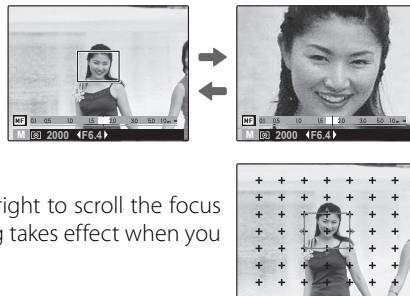 MF 0.1 0.5 1.0 1.5 2.0 3.0 5.0 10m ∞
M 2000 F6.4
MF 0.1 0.5 1.0 1.5 2.0 3.0 5.0 10m ∞
M 2000 F6.4
right to scroll the focus
g takes effect when you